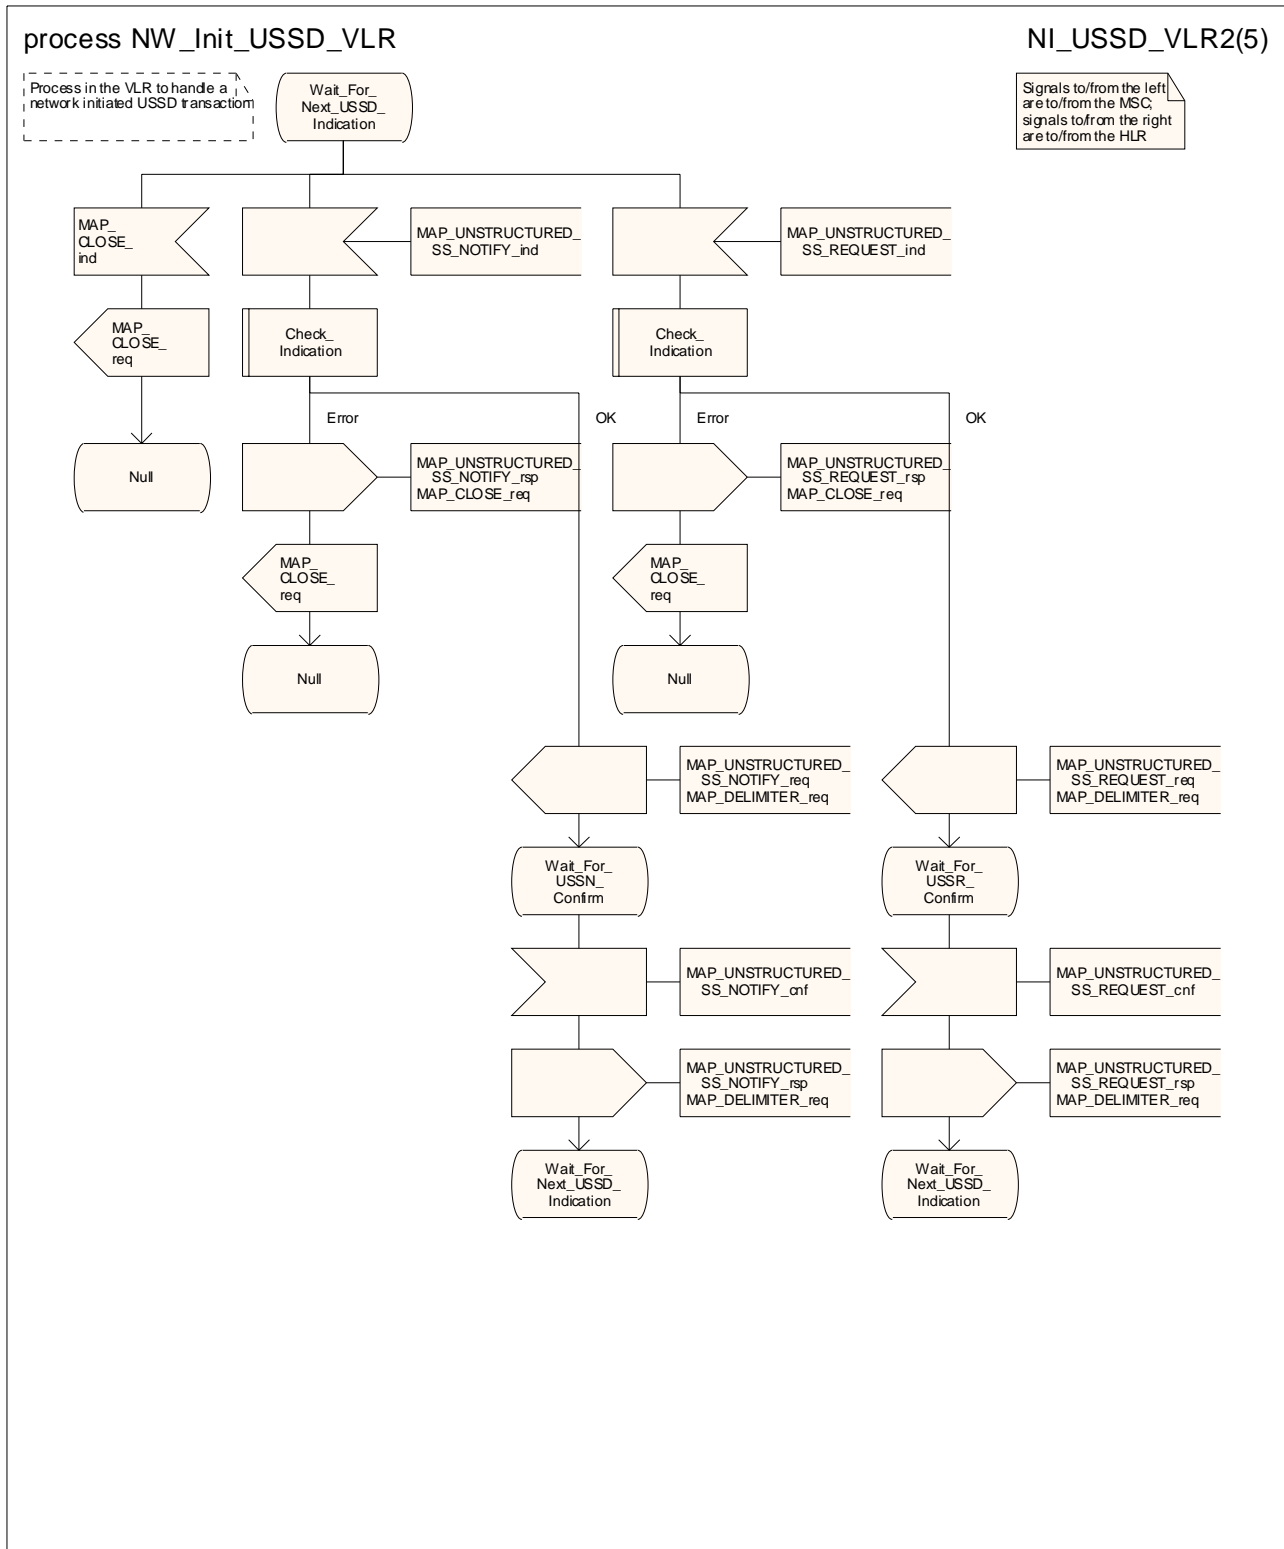 process NW_Init_USSD_VLR
NI_USSD_VLR2(5)
Process in the VLR to handle a
network initiated USSD transaction
Wait_For_
Next_USSD_
Indication
Signals to/from the left
are to/from the MSC;
signals to/from the right
are to/from the HLR
MAP_
CLOSE_
ind
MAP_UNSTRUCTURED_
SS_NOTIFY_ind
MAP_UNSTRUCTURED_
SS_REQUEST_ind
MAP_
CLOSE_
req
Check_
Indication
Check_
Indication
Error
OK
Error
OK
Null
MAP_UNSTRUCTURED_
SS_NOTIFY_rsp
MAP_CLOSE_req
MAP_UNSTRUCTURED_
SS_REQUEST_rsp
MAP_CLOSE_req
MAP_
CLOSE_
req
MAP_
CLOSE_
req
Null
Null
MAP_UNSTRUCTURED_
SS_NOTIFY_req
MAP_DELIMITER_req
MAP_UNSTRUCTURED_
SS_REQUEST_req
MAP_DELIMITER_req
Wait_For_
USSN_
Confirm
Wait_For_
USSR_
Confirm
MAP_UNSTRUCTURED_
SS_NOTIFY_cnf
MAP_UNSTRUCTURED_
SS_REQUEST_cnf
MAP_UNSTRUCTURED_
SS_NOTIFY_rsp
MAP_DELIMITER_req
MAP_UNSTRUCTURED_
SS_REQUEST_rsp
MAP_DELIMITER_req
Wait_For_
Next_USSD_
Indication
Wait_For_
Next_USSD_
Indication